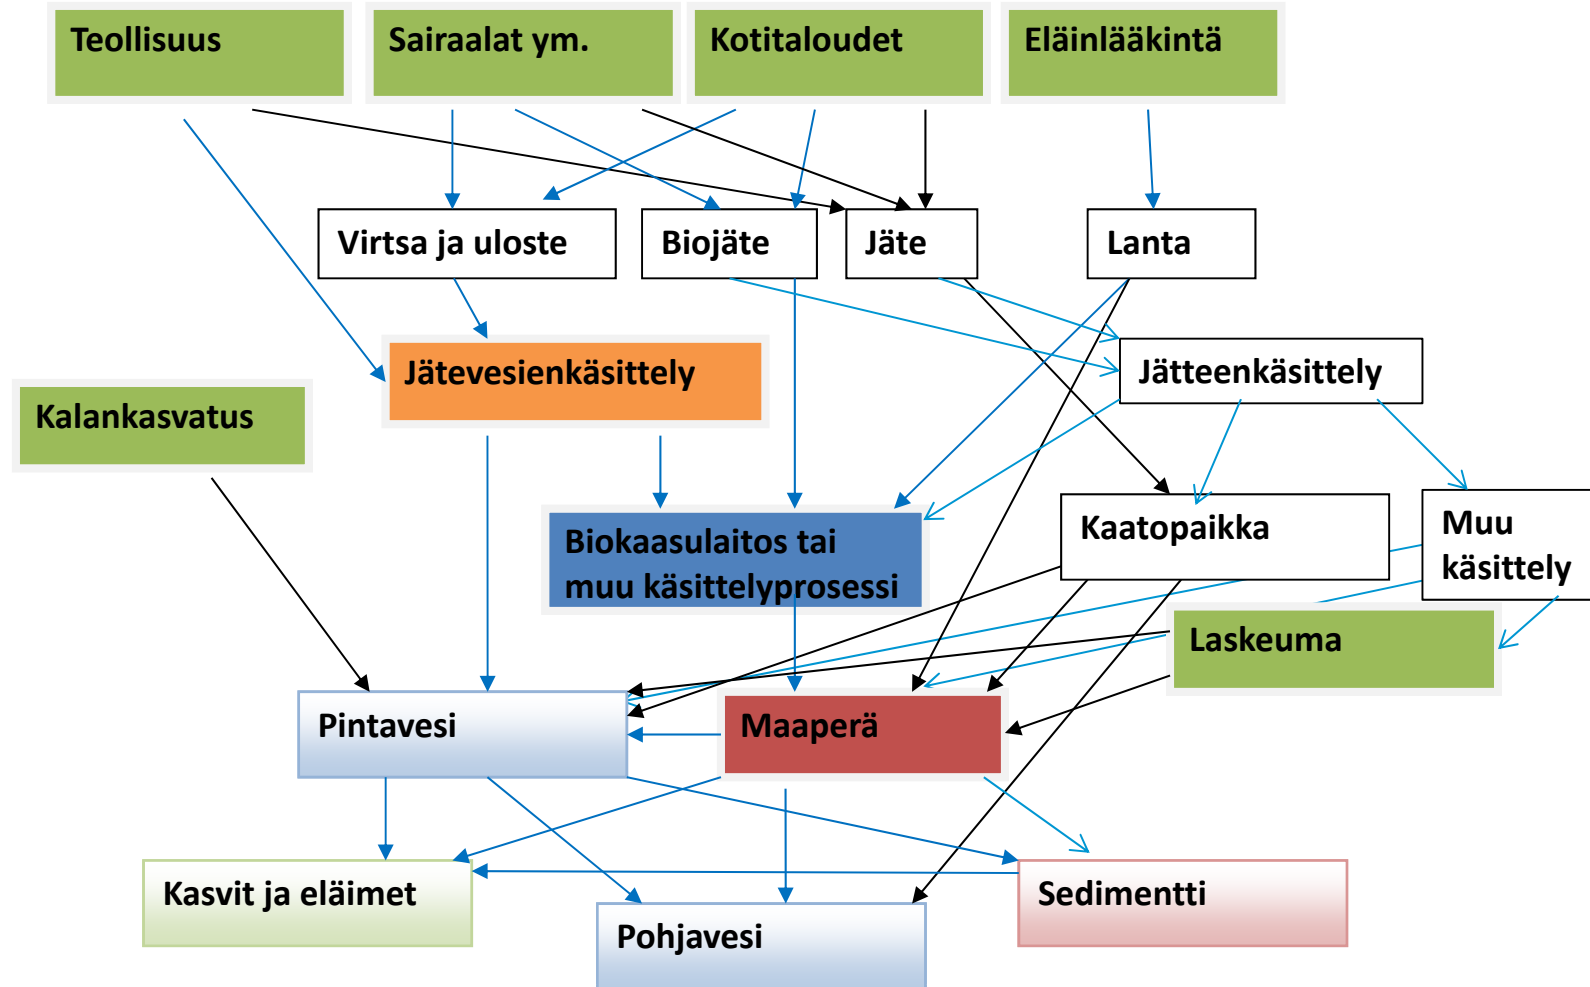 Teollisuus
Sairaalat ym.
Kotitaloudet
Eläinlääkintä
Virtsa ja uloste
Biojäte
Jäte
Lanta
Jätevesienkäsittely
Jätteenkäsittely
Kalankasvatus
Biokaasulaitos tai
muu käsittelyprosessi
Kaatopaikka
Muu
käsittely
Laskeuma
Pintavesi
Maaperä
Kasvit ja eläimet
Sedimentti
Pohjavesi